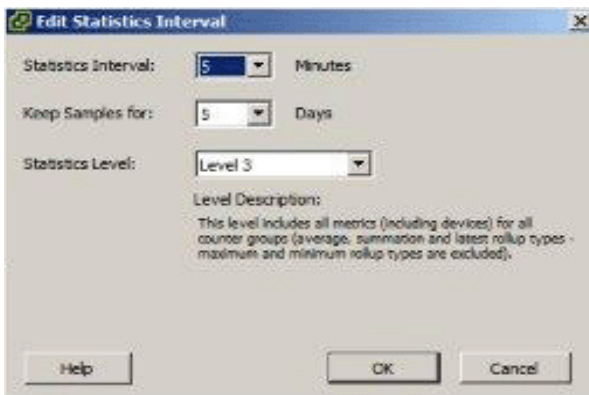 Edit Statistics Interval
Statistics Interval: 5 Minutes
Keep Samples for: 5 Days
Statistics Level: Level 3
Level Description:
This level includes all metrics (including devices) for all
counter groups (average, summation and latest rollup types -
maximum and minimum rollup types are excluded).
Help OK Cancel